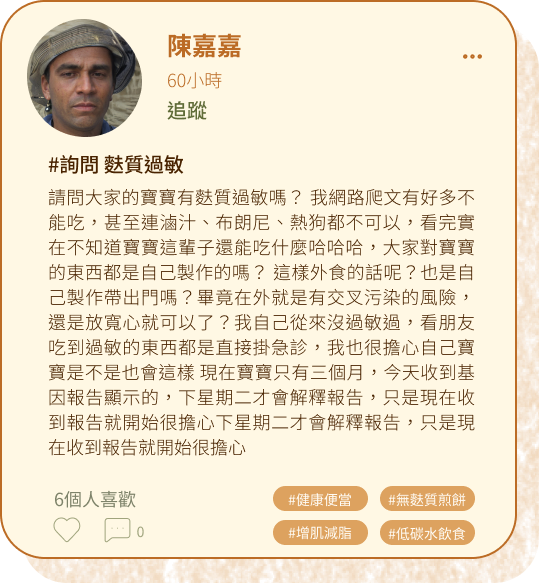 陳嘉嘉
60小時
追蹤
#詢問 麩質過敏
請問大家的寶寶有麩質過敏嗎？ 我網路爬文有好多不
能吃，甚至連滷汁、布朗尼、熱狗都不可以，看完實
在不知道寶寶這輩子還能吃什麼哈哈哈，大家對寶寶
的東西都是自己製作的嗎？ 這樣外食的話呢？也是自
己製作帶出門嗎？畢竟在外就是有交叉污染的風險，
還是放寬心就可以了？我自己從來沒過敏過，看朋友
吃到過敏的東西都是直接掛急診，我也很擔心自己寶
寶是不是也會這樣 現在寶寶只有三個月，今天收到基
因報告顯示的，下星期二才會解釋報告，只是現在收
到報告就開始很擔心下星期二才會解釋報告，只是現
在收到報告就開始很擔心
6個人喜歡
#健康便當 #無麩質煎餅
0
#增肌減脂 #低碳水飲食